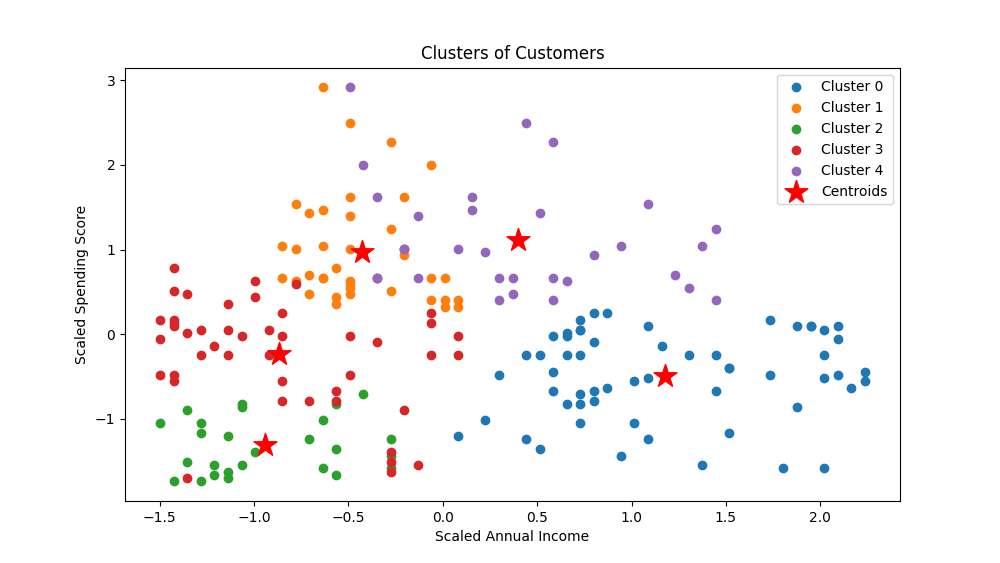 Clusters of Customers
Cluster 0
Cluster 1
Cluster 2
Cluster 3
Cluster 4
Centroids
Scaled Spending Score
3
2
1
0
−1
−1.5
−1.0
−0.5
0.0
0.5
1.0
1.5
2.0
Scaled Annual Income